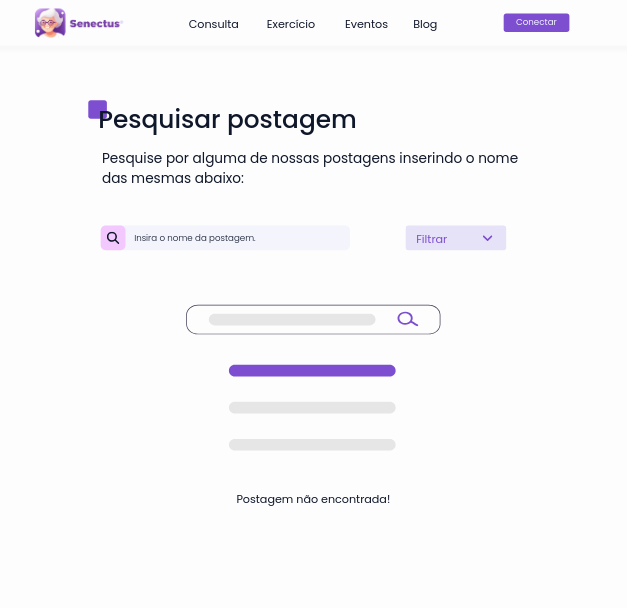 Senectus
Consulta
Exercício
Eventos
Blog
Conectar
Pesquisar postagem
Pesquise por alguma de nossas postagens inserindo o nome
das mesmas abaixo:
Insira o nome da postagem.
Filtrar
Postagem não encontrada!